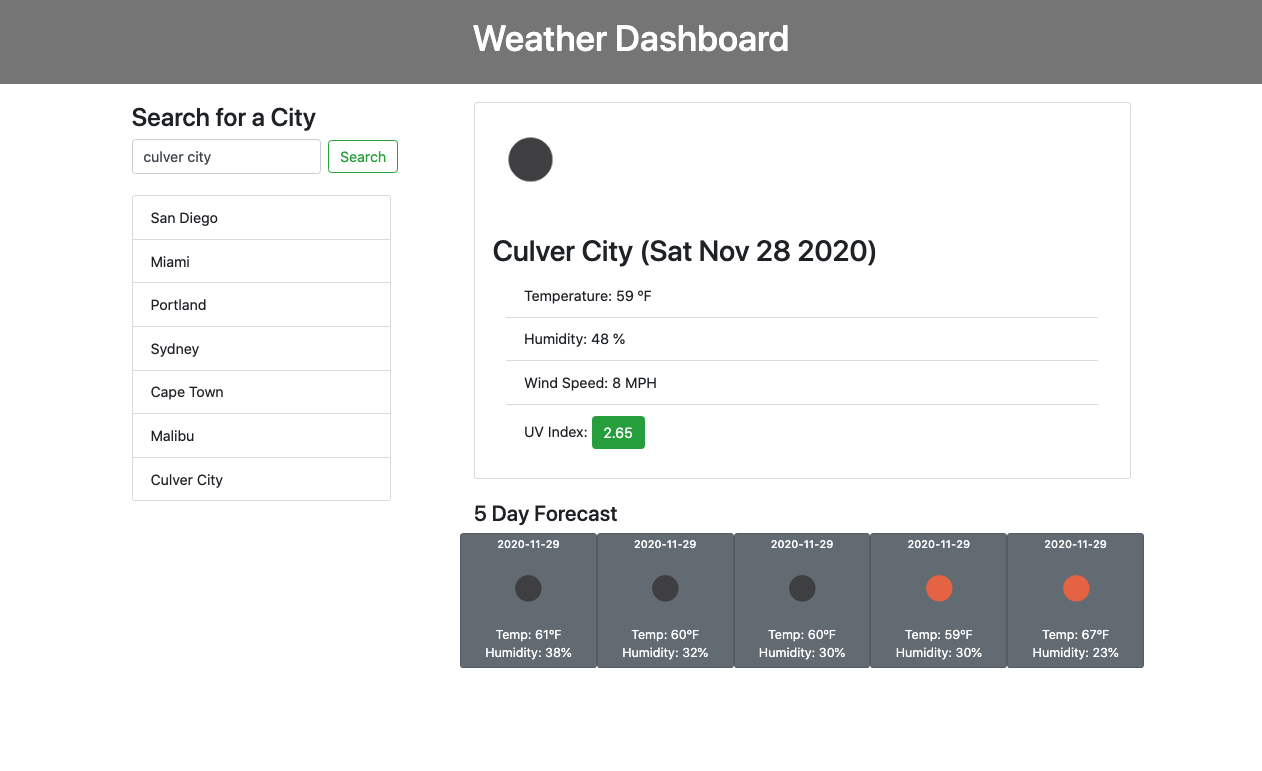 Weather Dashboard
Search for a City
culver city
Search
San Diego
Miami
Portland
Sydney
Cape Town
Malibu
Culver City
Culver City (Sat Nov 28 2020)
Temperature: 59 ºF
Humidity: 48 %
Wind Speed: 8 MPH
UV Index: 2.65
5 Day Forecast
2020-11-29
Temp: 61ºF
Humidity: 38%
2020-11-29
Temp: 60ºF
Humidity: 32%
2020-11-29
Temp: 60ºF
Humidity: 30%
2020-11-29
Temp: 59ºF
Humidity: 30%
2020-11-29
Temp: 67ºF
Humidity: 23%